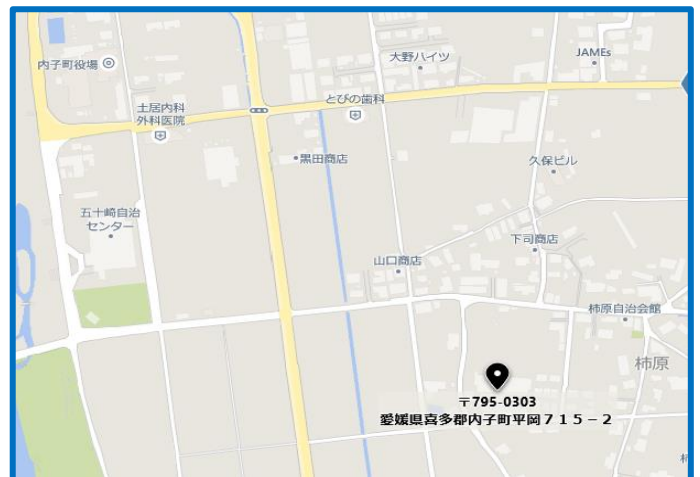 JAMEs
大野ハイツ
内子町役場
とびの歯科
土居内科
外科医院
黒田商店
久保ビル
五十崎自治
センター
下司商店
山口商店
柿原自治会館
柿原
〒795-0303
愛媛県喜多郡内子町平岡７１５－２
柿